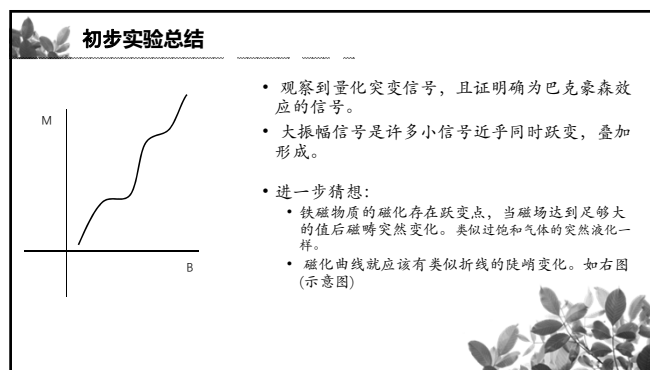 初步实验总结
M
B
• 观察到量化突变信号，且证明确为巴克豪森效
应的信号。
• 大振幅信号是许多小信号近乎同时跃变，叠加
形成。
• 进一步猜想：
• 铁磁物质的磁化存在跃变点，当磁场达到足够大
的值后磁畴突然变化。类似过饱和气体的突然液化一
样。
• 磁化曲线就应该有类似折线的陡峭变化。如右图
(示意图)